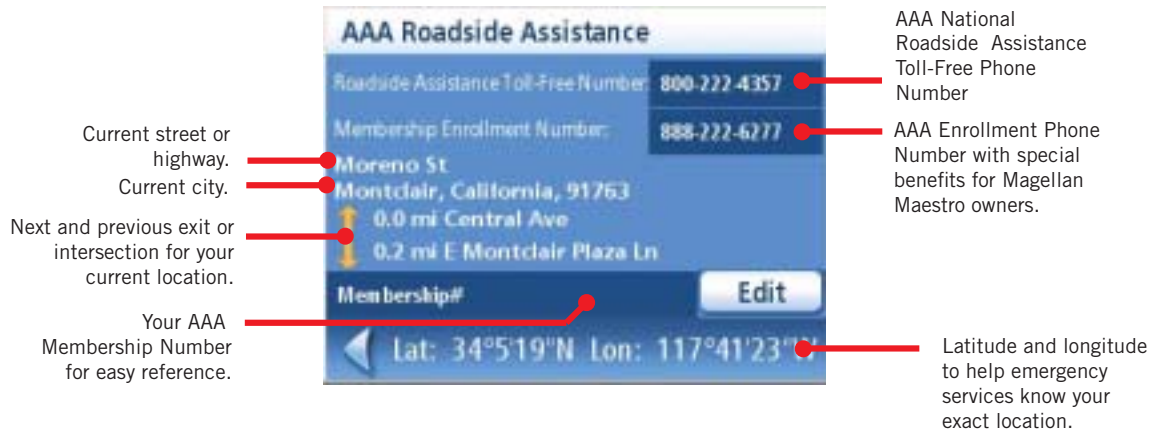 AAA Roadside Assistance
Roadside Assistance Toll-Free Number: 800-222-4357
Membership Enrollment Number: 888-222-6277
Moreno St
Montclair, California, 91763
0.0 mi Central Ave
0.2 mi E Montclair Plaza Ln
Membership#
Edit
Lat: 34°5'19"N Lon: 117°41'23"W
Current street or
highway.
Current city.
Next and previous exit or
intersection for your
current location.
Your AAA
Membership Number
for easy reference.
AAA National
Roadside Assistance
Toll-Free Phone
Number
AAA Enrollment Phone
Number with special
benefits for Magellan
Maestro owners.
Latitude and longitude
to help emergency
services know your
exact location.